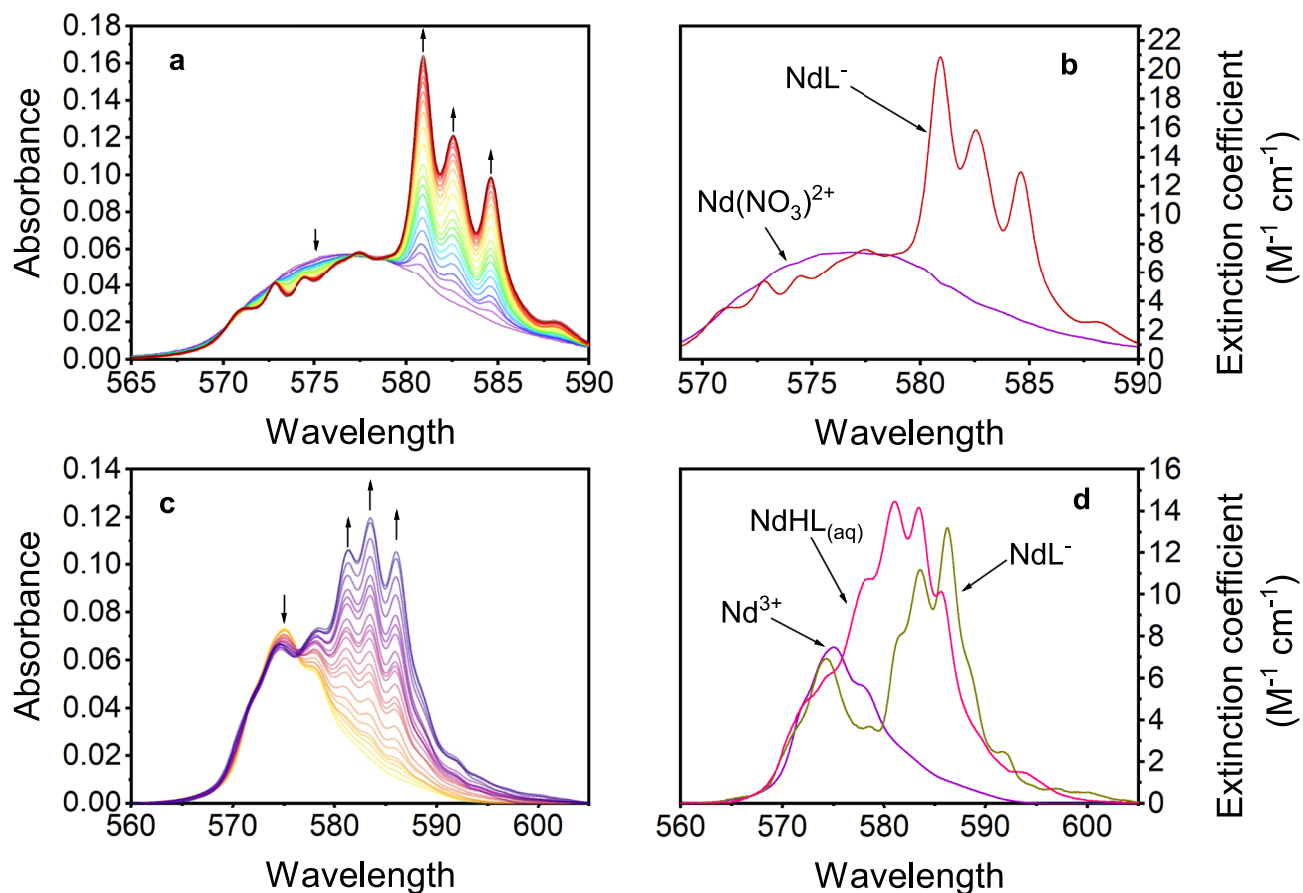 a
Absorbance
0.18
0.16
0.14
0.12
0.10
0.08
0.06
0.04
0.02
0.00
565 570 575 580 585 590
Wavelength
b
NdL⁻
Nd(NO₃)²⁺
22
20
18
16
14
12
10
8
6
4
2
0
Extinction coefficient
(M⁻¹ cm⁻¹)
570 575 580 585 590
Wavelength
c
Absorbance
0.14
0.12
0.10
0.08
0.06
0.04
0.02
0.00
560 570 580 590 600
Wavelength
d
NdHL₍aq₎
NdL⁻
Nd³⁺
16
14
12
10
8
6
4
2
0
Extinction coefficient
(M⁻¹ cm⁻¹)
560 570 580 590 600
Wavelength